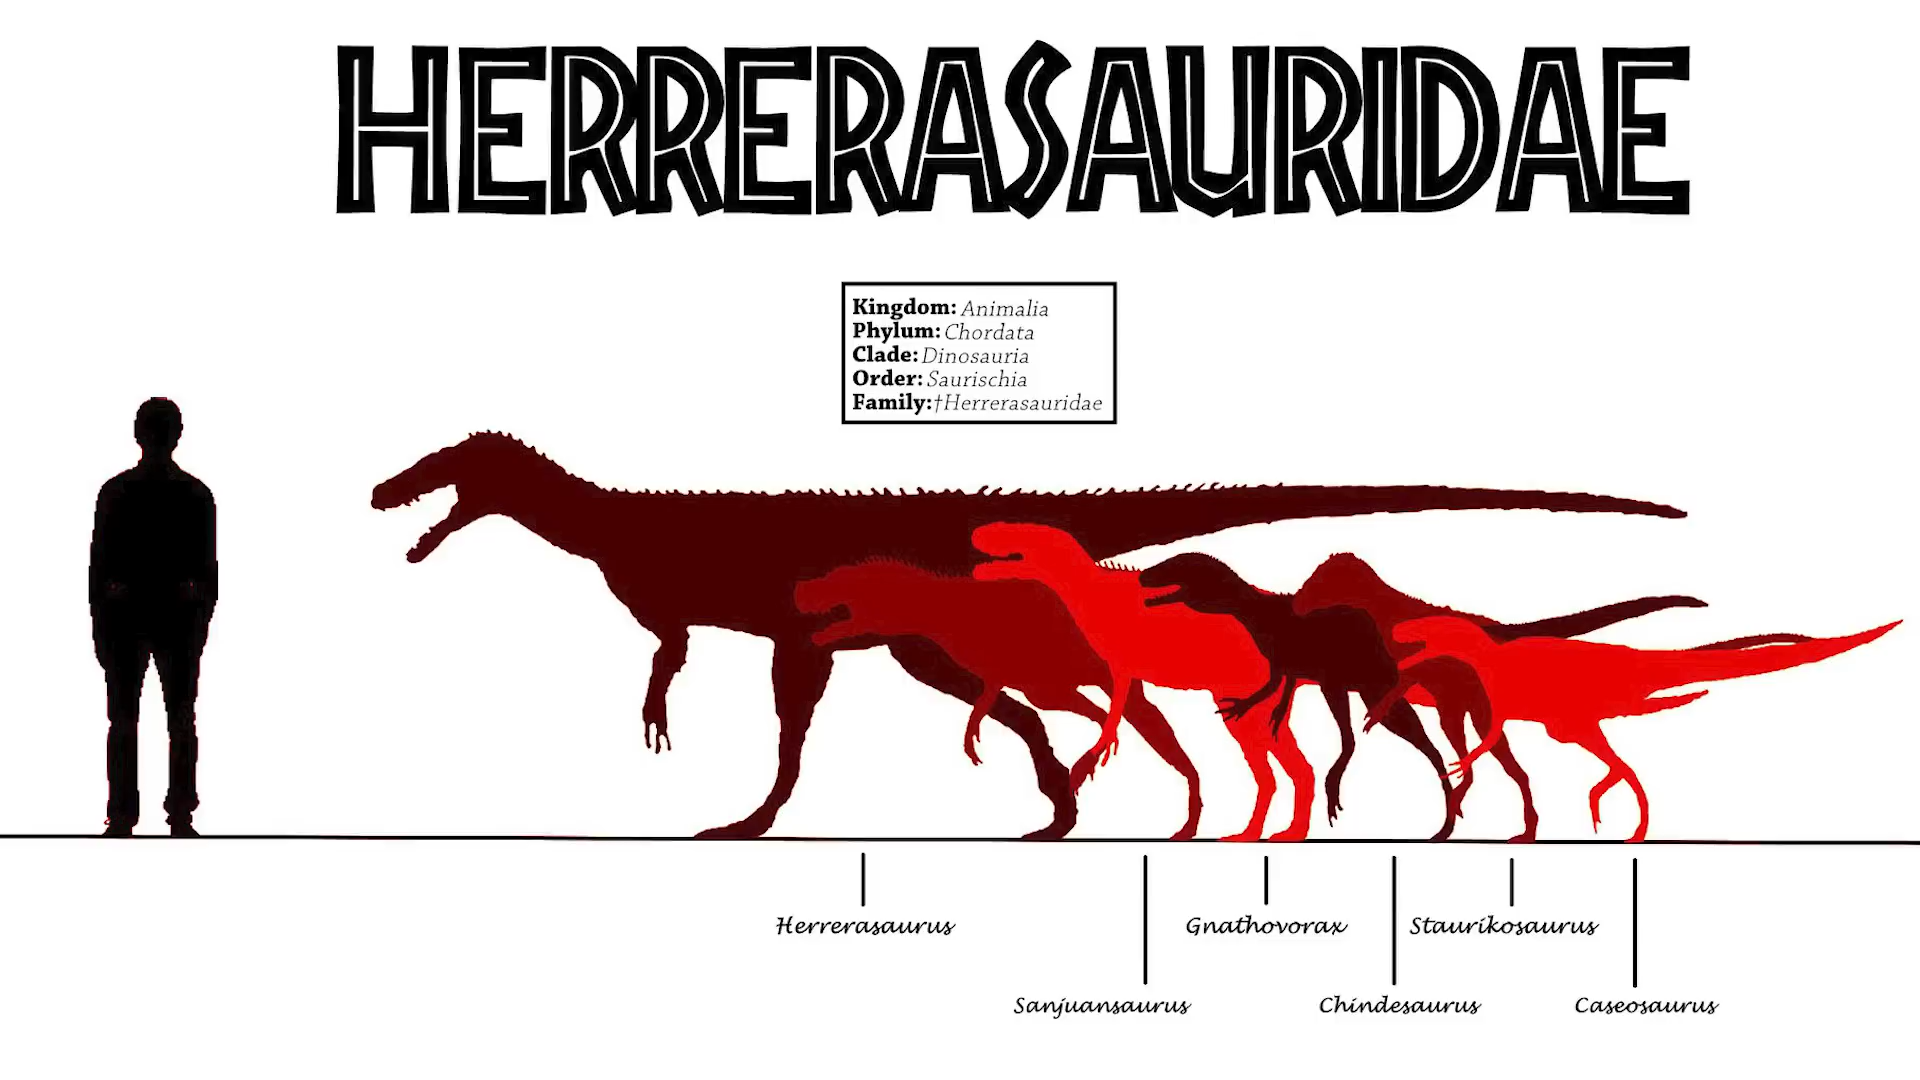 HERRERASAURIDAE
Kingdom: Animalia
Phylum: Chordata
Clade: Dinosauria
Order: Saurischia
Family:†Herrerasauridae
Herrerasaurus
Gnathovorax
Staurikosaurus
Sanjuansaurus
Chindesaurus
Caseosaurus